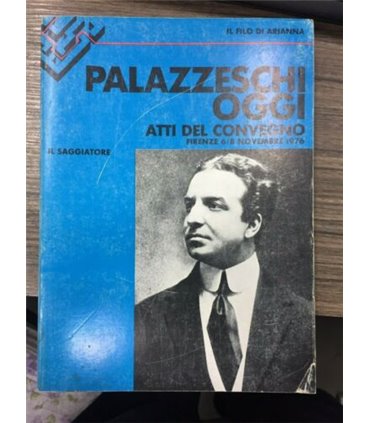 IL FILO DI ARIANNA
PALAZZESCHI
OGGI
ATTI DEL CONVEGNO
FIRENZE 6/8 NOVEMBRE 1976
IL SAGGIATORE